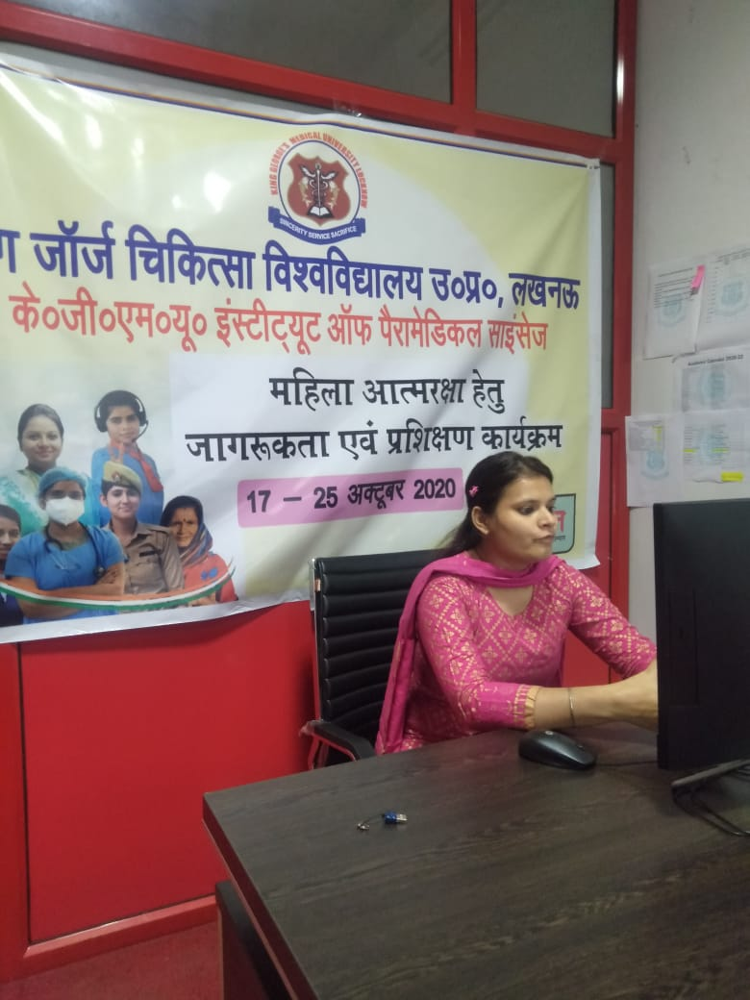 KING GEORGE'S MEDICAL UNIVERSITY LUCKNOW
SINCERITY SERVICE SACRIFICE
जॉर्ज चिकित्सा विश्वविद्यालय उ०प्र०, लखनऊ
के०जी०एम०यू० इंस्टीट्यूट ऑफ पैरामेडिकल साइंसेज
महिला आत्मरक्षा हेतु
जागरूकता एवं प्रशिक्षण कार्यक्रम
17 – 25 अक्टूबर 2020